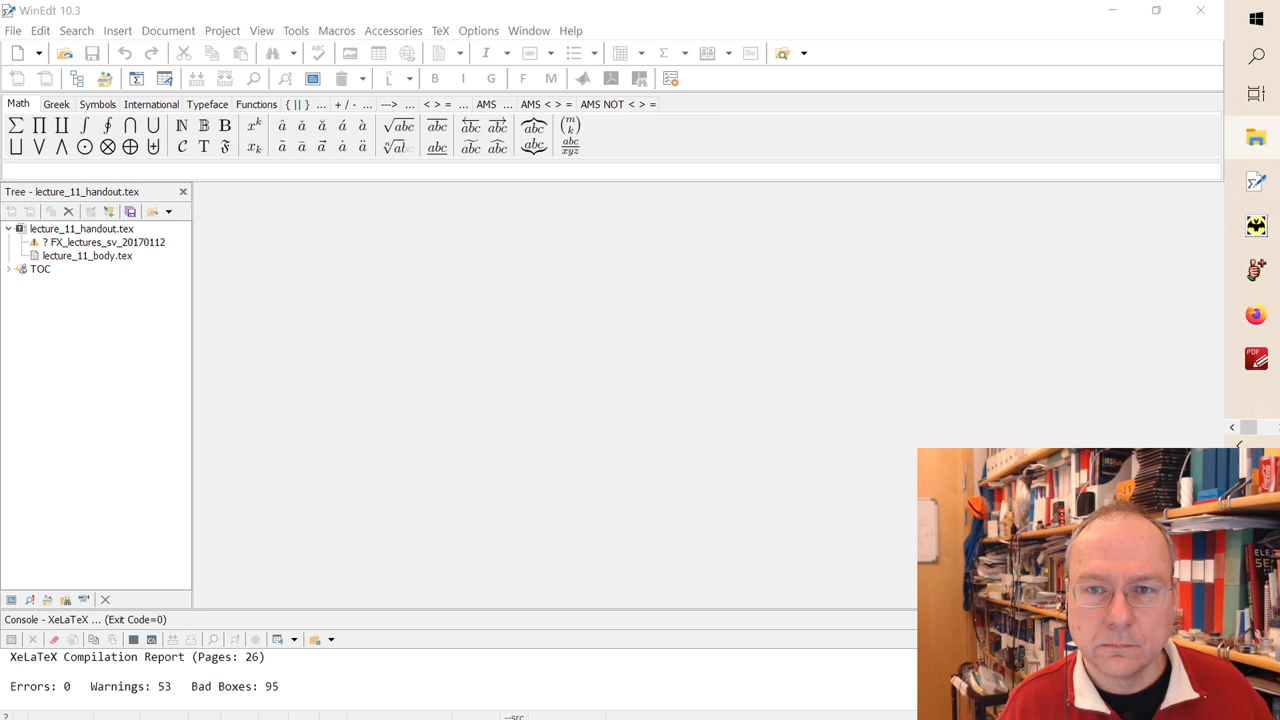 WinEdt 10.3
File Edit Search Insert Document Project View Tools Macros Accessories TeX Options Window Help
Math Greek Symbols International Typeface Functions { || } ... + / - ... ---> ... < > = ... AMS ... AMS < > = AMS NOT < > =
Tree - lecture_11_handout.tex
lecture_11_handout.tex
? FX_lectures_sv_20170112
lecture_11_body.tex
TOC
Console - XeLaTeX ... (Exit Code=0)
XeLaTeX Compilation Report (Pages: 26)
Errors: 0 Warnings: 53 Bad Boxes: 95
--src
PDF